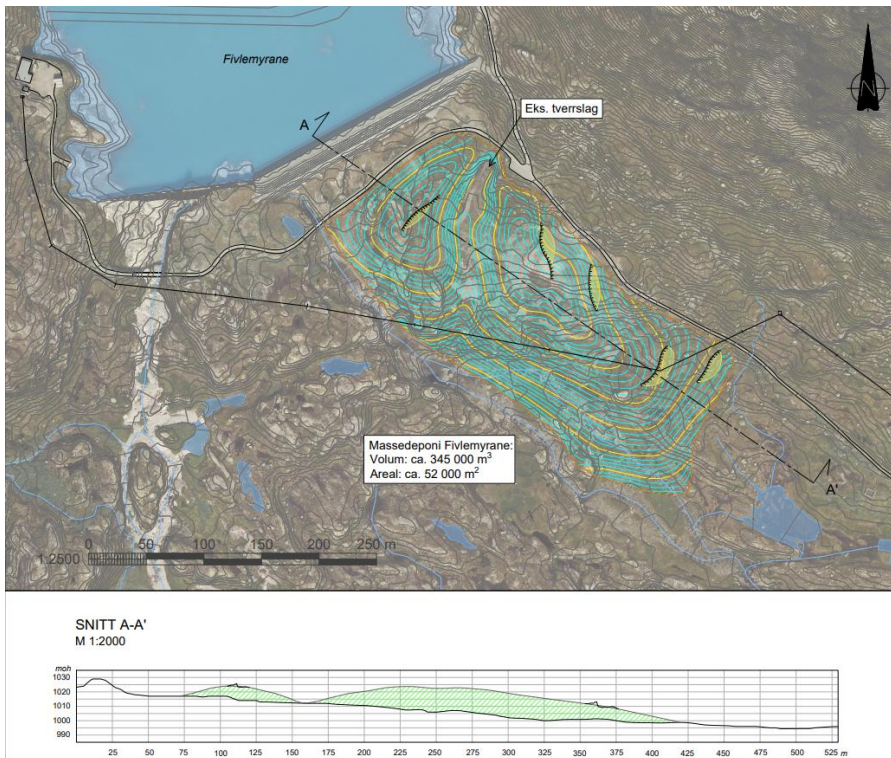 Fivlemyrane
N
A
Eks. tverrslag
Massedeponi Fivlemyrane:
Volum: ca. 345 000 m³
Areal: ca. 52 000 m²
A'
1:2500
0 50 100 150 200 250 m
SNITT A-A'
M 1:2000
moh
1030
1020
1010
1000
990
25 50 75 100 125 150 175 200 225 250 275 300 325 350 375 400 425 450 475 500 525 m